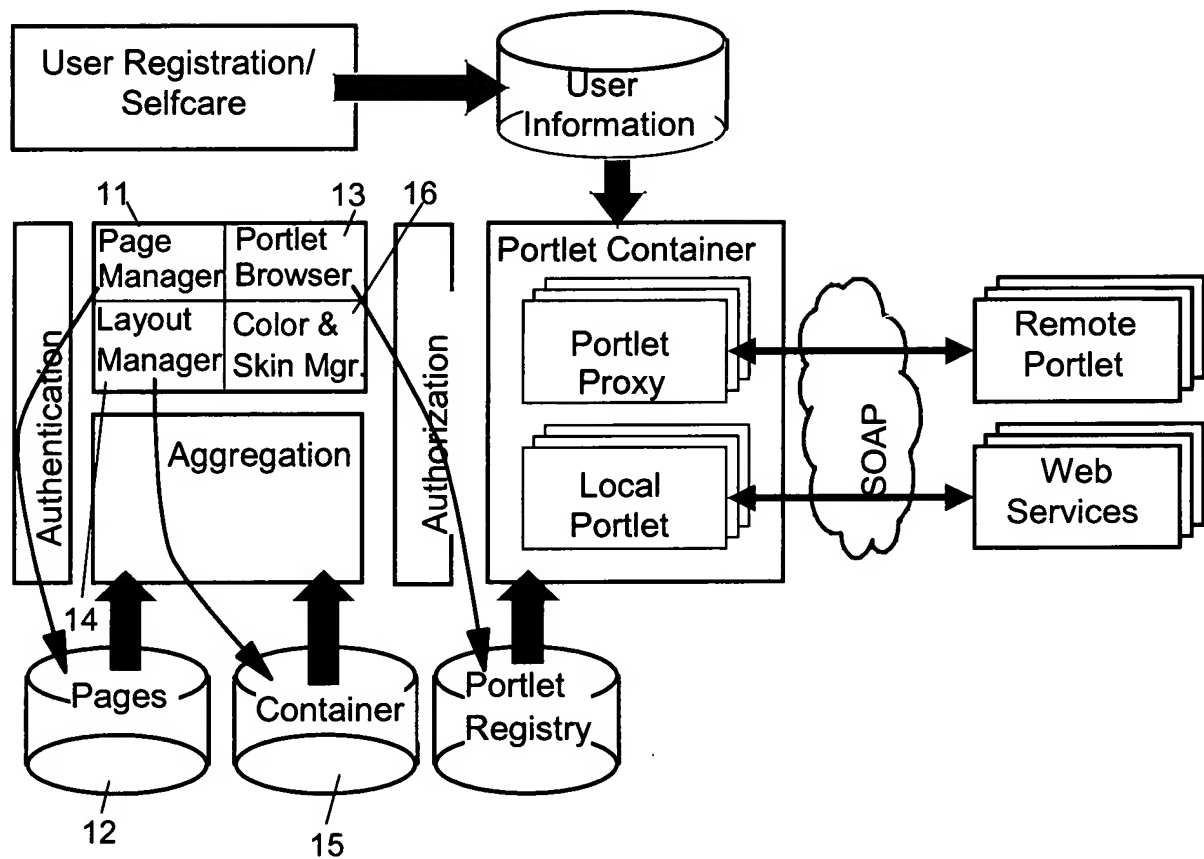 User Registration/
Selfcare
User
Information
11
13
16
Authentication
Page
Manager
Portlet
Browser
Layout
Manager
Color &
Skin Mgr.
Aggregation
Authorization
Portlet Container
Portlet
Proxy
Local
Portlet
SOAP
Remote
Portlet
Web
Services
14
Pages
Container
Portlet
Registry
12
15